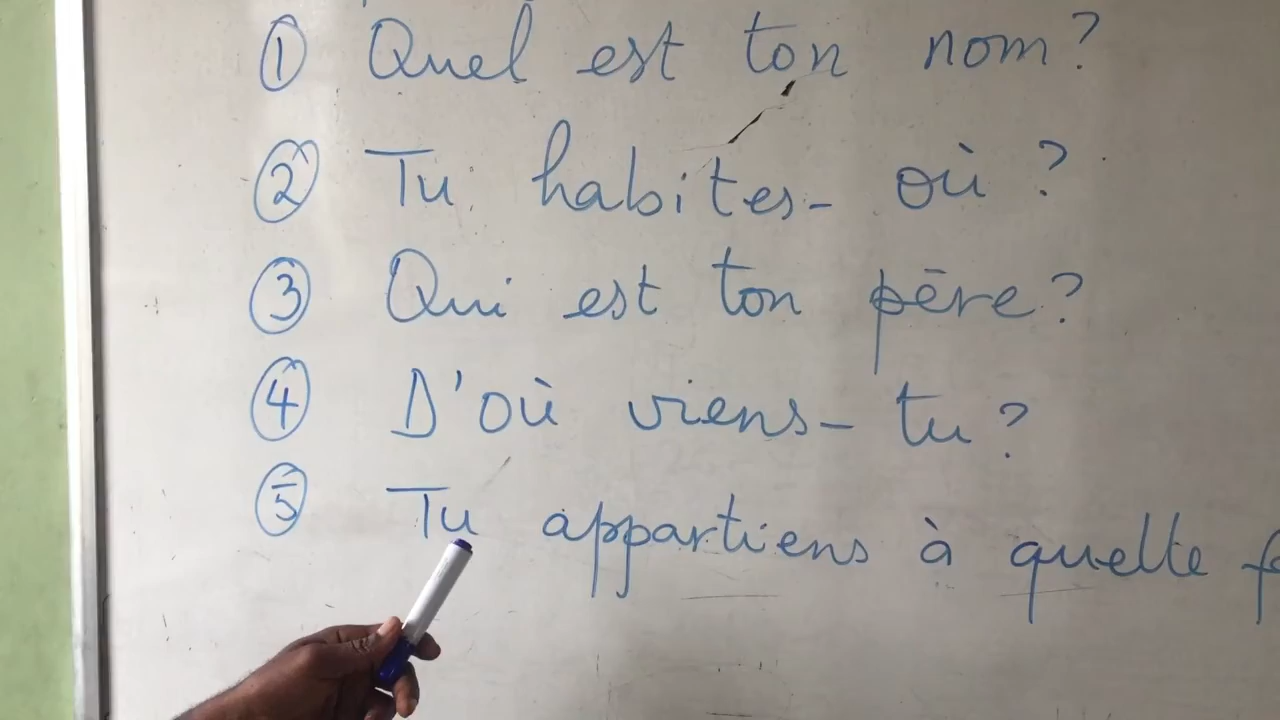 ① Quel est ton nom?
② Tu habites- où ?
③ Qui est ton père?
④ D'où viens- tu?
⑤ Tu appartiens à quelle f